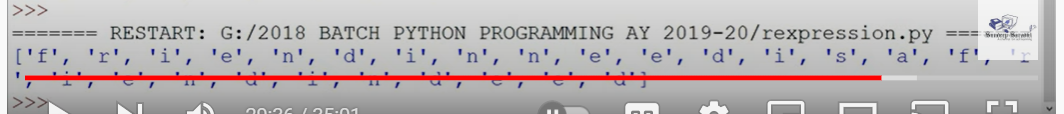 >>>
======= RESTART: G:/2018 BATCH PYTHON PROGRAMMING AY 2019-20/rexpression.py ===
['f', 'r', 'i', 'e', 'n', 'd', 'i', 'n', 'n', 'e', 'e', 'd', 'i', 's', 'a', 'f', 'r
', 'i', 'e', 'n', 'd', 'i', 'n', 'd', 'e', 'e', 'd']
>>>